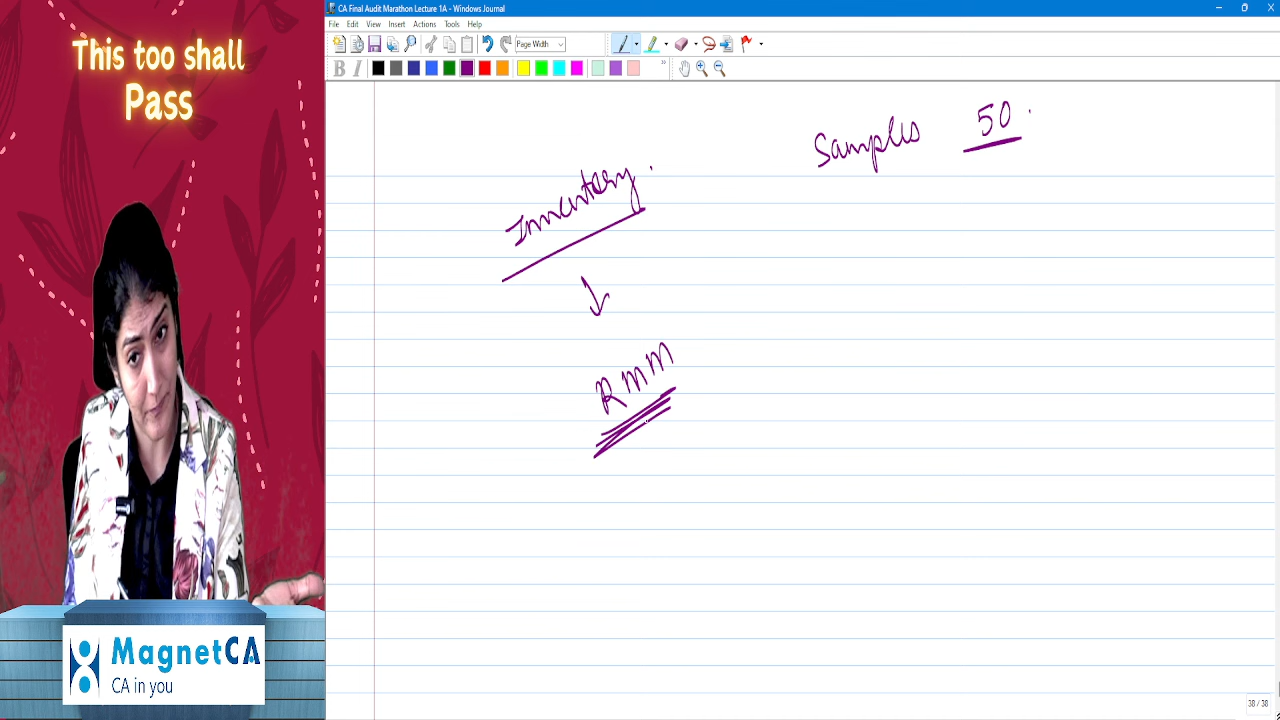 CA Final Audit Marathon Lecture 1A - Windows Journal
File Edit View Insert Actions Tools Help
Page Width
B I
This too shall
Pass
Samples 50.
Inventory.
RMM
MagnetCA
CA in you
38 / 38